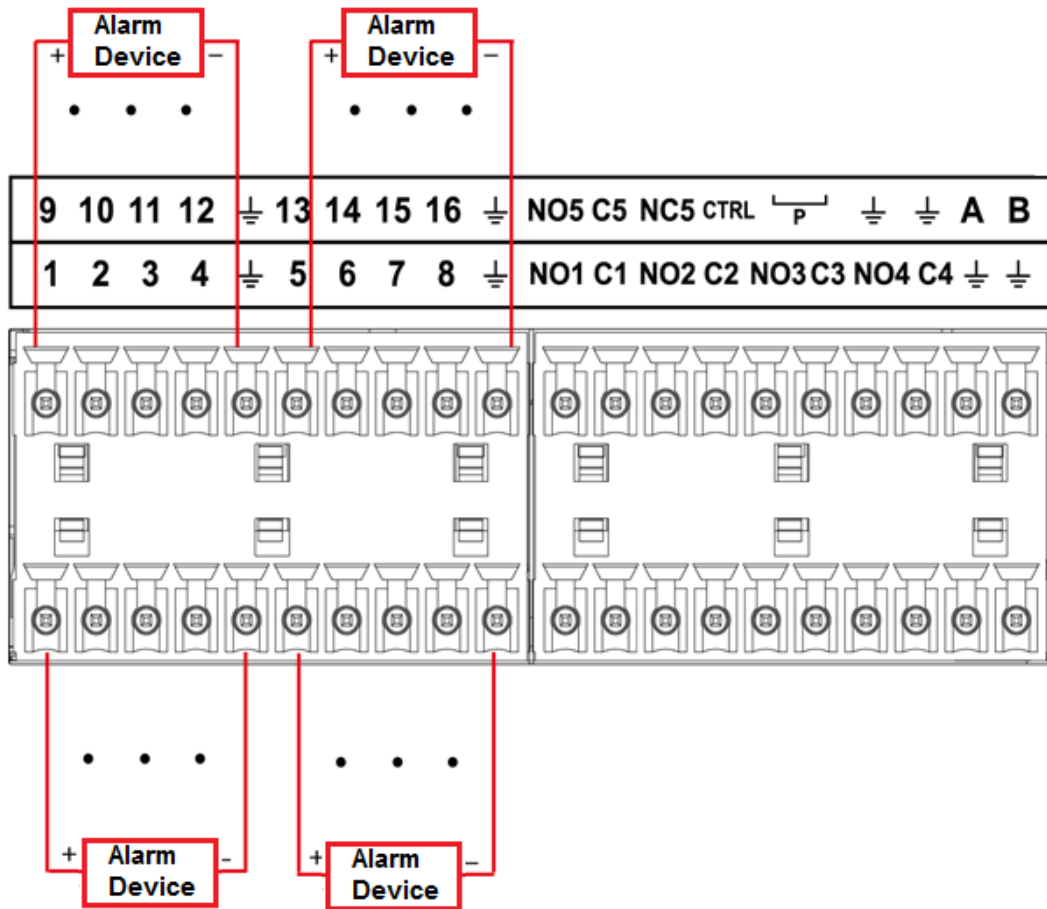 Alarm
Device
+ −
Alarm
Device
+ −
9 10 11 12 ⏚ 13 14 15 16 ⏚ NO5 C5 NC5 CTRL P ⏚ ⏚ A B
1 2 3 4 ⏚ 5 6 7 8 ⏚ NO1 C1 NO2 C2 NO3 C3 NO4 C4 ⏚ ⏚
+ -
Alarm
Device
+ −
Alarm
Device